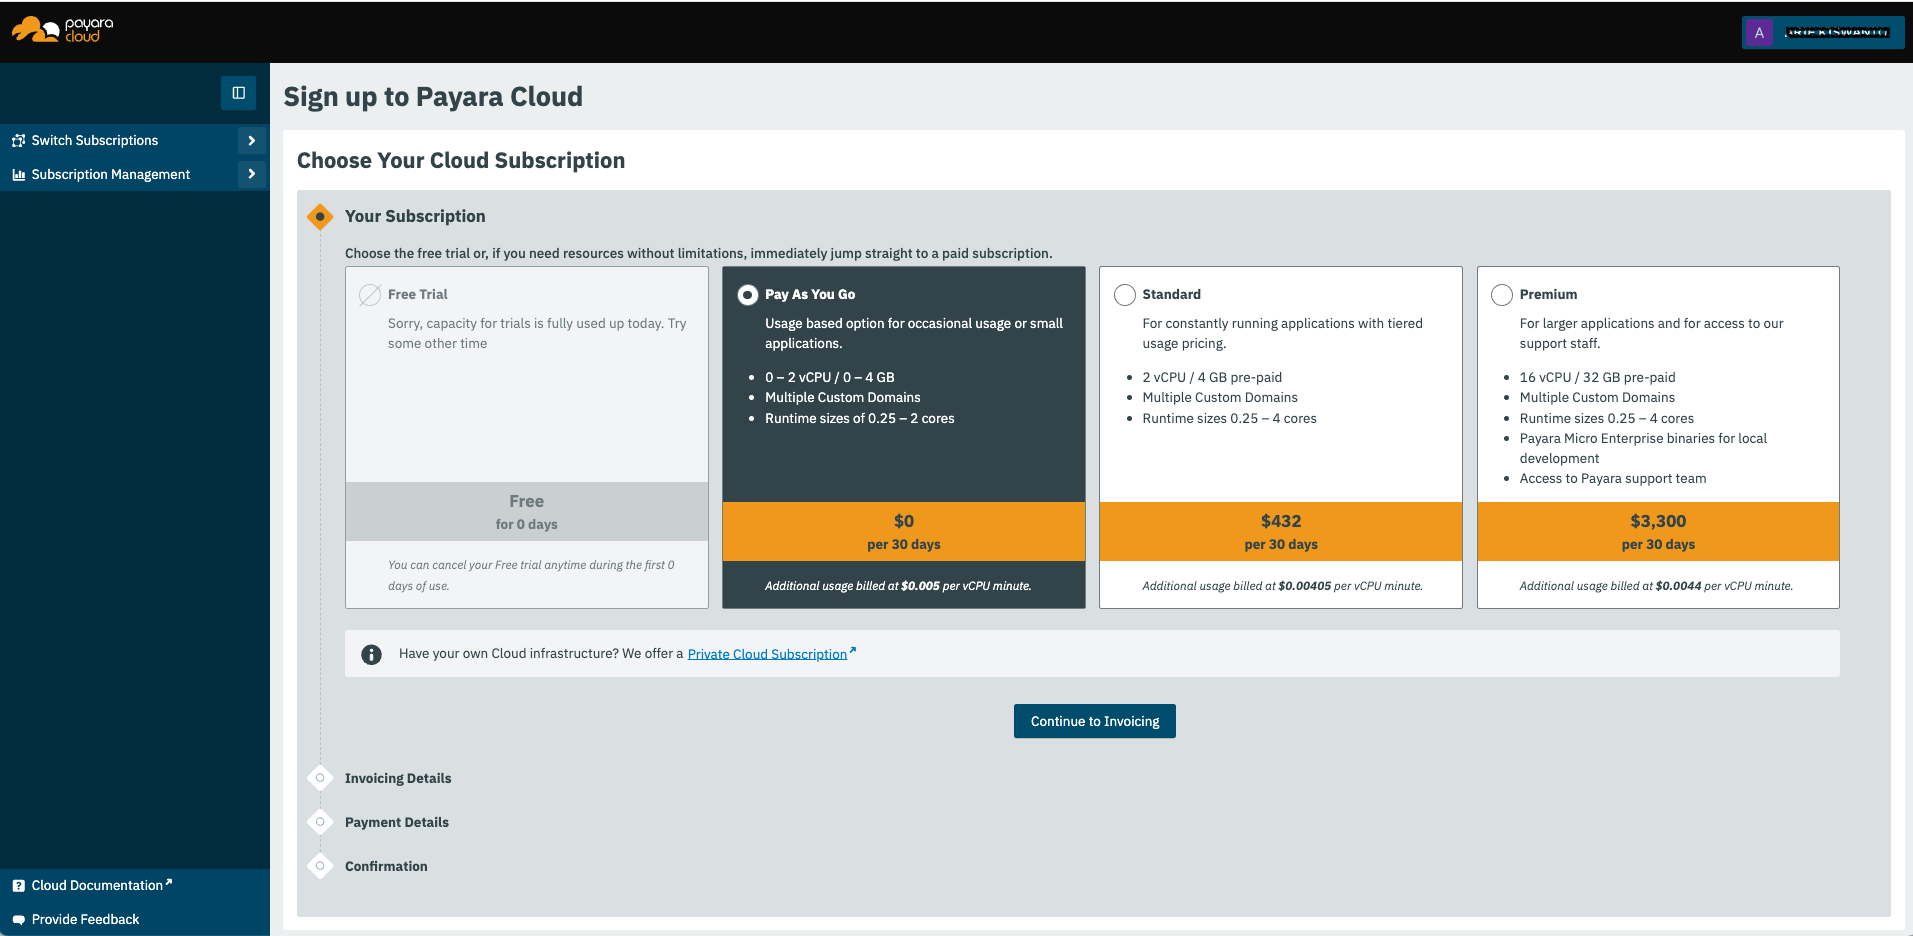 payara
cloud
A
Sign up to Payara Cloud
Switch Subscriptions
Subscription Management
Choose Your Cloud Subscription
Your Subscription
Choose the free trial or, if you need resources without limitations, immediately jump straight to a paid subscription.
Free Trial
Sorry, capacity for trials is fully used up today. Try
some other time
Free
for 0 days
You can cancel your Free trial anytime during the first 0
days of use.
Pay As You Go
Usage based option for occasional usage or small
applications.
• 0 – 2 vCPU / 0 – 4 GB
• Multiple Custom Domains
• Runtime sizes of 0.25 – 2 cores
$0
per 30 days
Additional usage billed at $0.005 per vCPU minute.
Standard
For constantly running applications with tiered
usage pricing.
• 2 vCPU / 4 GB pre-paid
• Multiple Custom Domains
• Runtime sizes 0.25 – 4 cores
$432
per 30 days
Additional usage billed at $0.00405 per vCPU minute.
Premium
For larger applications and for access to our
support staff.
• 16 vCPU / 32 GB pre-paid
• Multiple Custom Domains
• Runtime sizes 0.25 – 4 cores
• Payara Micro Enterprise binaries for local
development
• Access to Payara support team
$3,300
per 30 days
Additional usage billed at $0.0044 per vCPU minute.
Have your own Cloud infrastructure? We offer a Private Cloud Subscription
Continue to Invoicing
Invoicing Details
Payment Details
Confirmation
Cloud Documentation
Provide Feedback